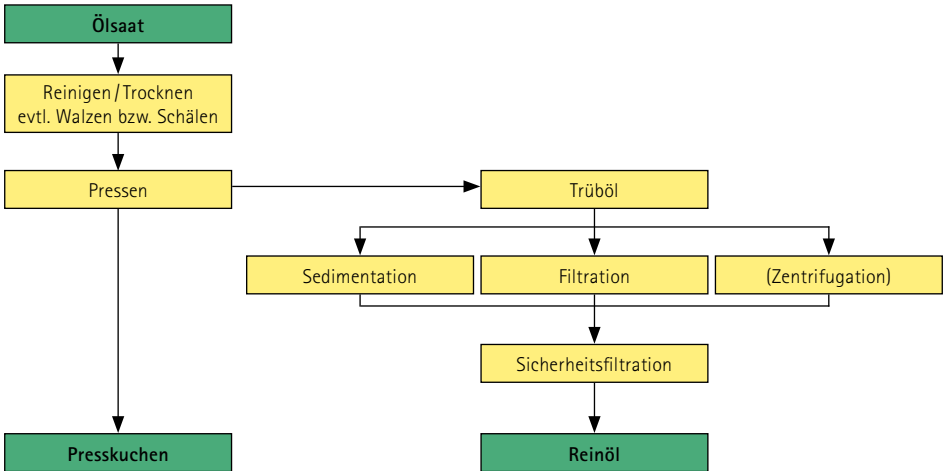 Ölsaat
Reinigen / Trocknen
evtl. Walzen bzw. Schälen
Pressen
Trüböl
Sedimentation
Filtration
(Zentrifugation)
Sicherheitsfiltration
Presskuchen
Reinöl